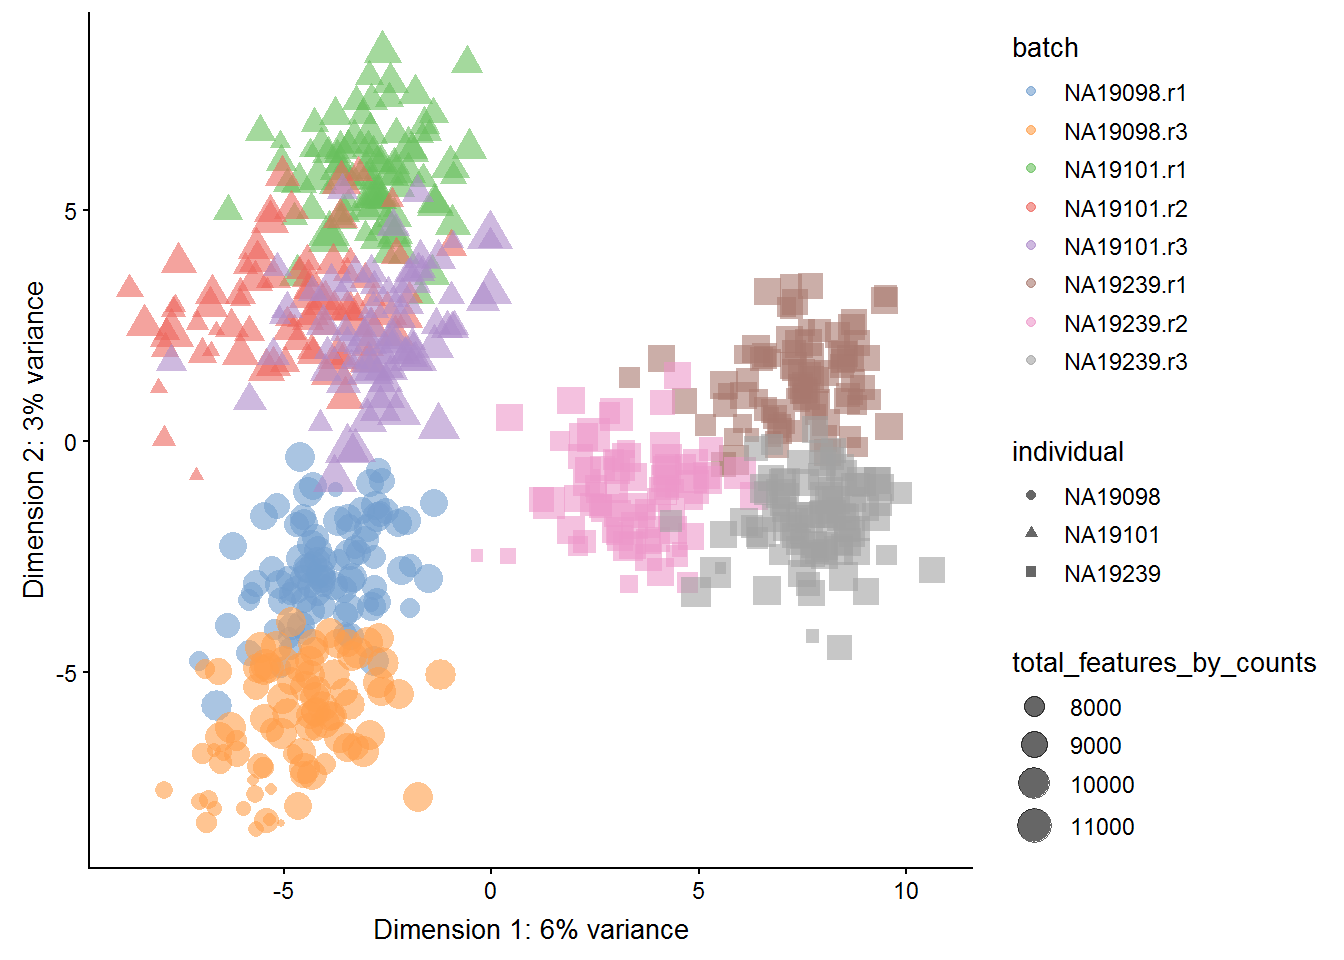 batch
NA19098.r1
NA19098.r3
NA19101.r1
NA19101.r2
NA19101.r3
NA19239.r1
NA19239.r2
NA19239.r3
individual
NA19098
NA19101
NA19239
total_features_by_counts
8000
9000
10000
11000
Dimension 2: 3% variance
5
0
-5
-5
0
5
10
Dimension 1: 6% variance